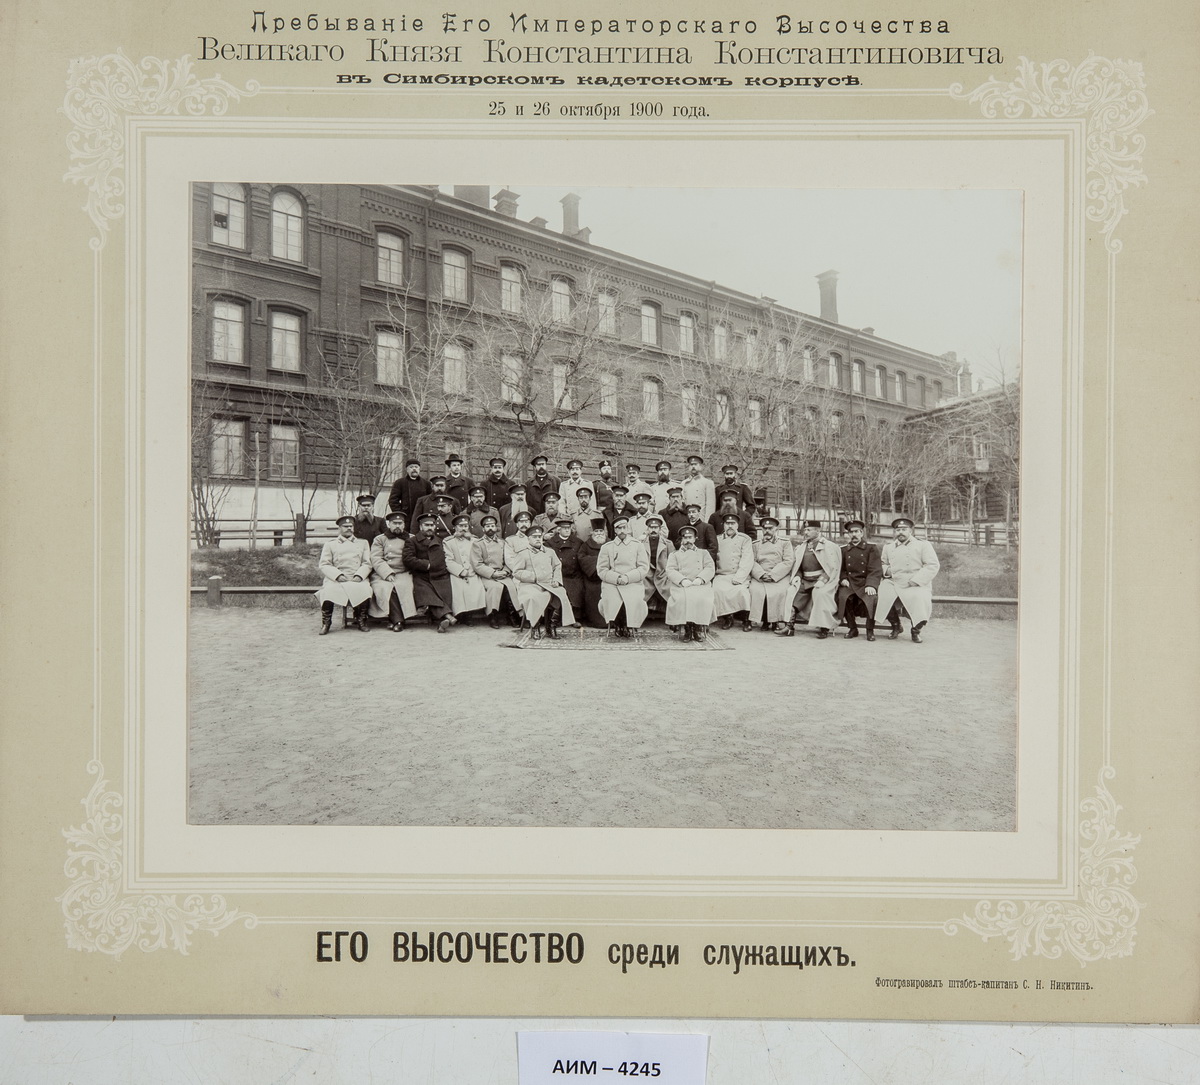 Пребываніе Его Императорскаго Высочества
Великаго Князя Константина Константиновича
въ Симбирскомъ кадетскомъ корпусѣ.
25 и 26 октября 1900 года.
ЕГО ВЫСОЧЕСТВО среди служащихъ.
Фотогравировалъ штабсъ-капитанъ С. Н. Никитинъ.
АИМ – 4245